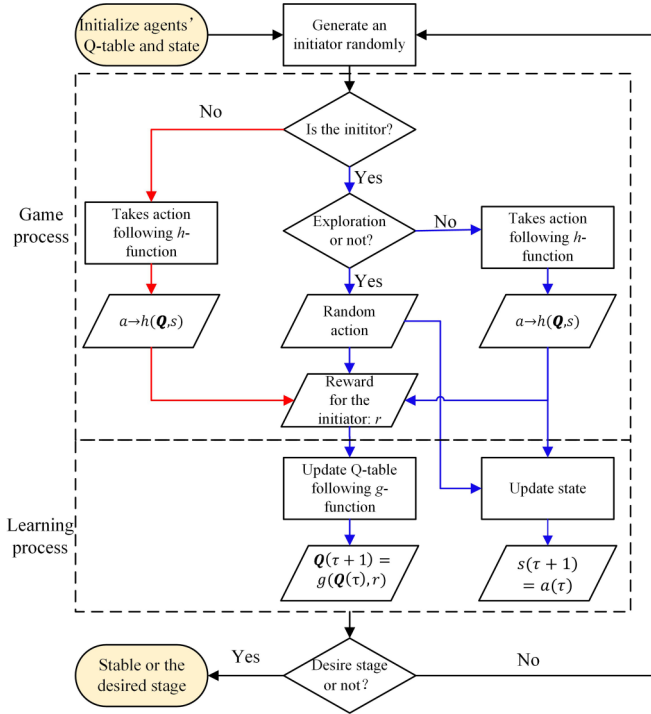 Initialize agents'
Q-table and state
Generate an
initiator randomly
Is the inititor?
No
Yes
Game
process
Takes action
following h-
function
Exploration
or not?
No
Takes action
following h-
function
Yes
a→h(Q,s)
Random
action
a→h(Q,s)
Reward
for the
initiator: r
Learning
process
Update Q-table
following g-
function
Update state
Q(τ + 1) =
g(Q(τ), r)
s(τ + 1)
= a(τ)
Stable or the
desired stage
Yes
Desire stage
or not?
No